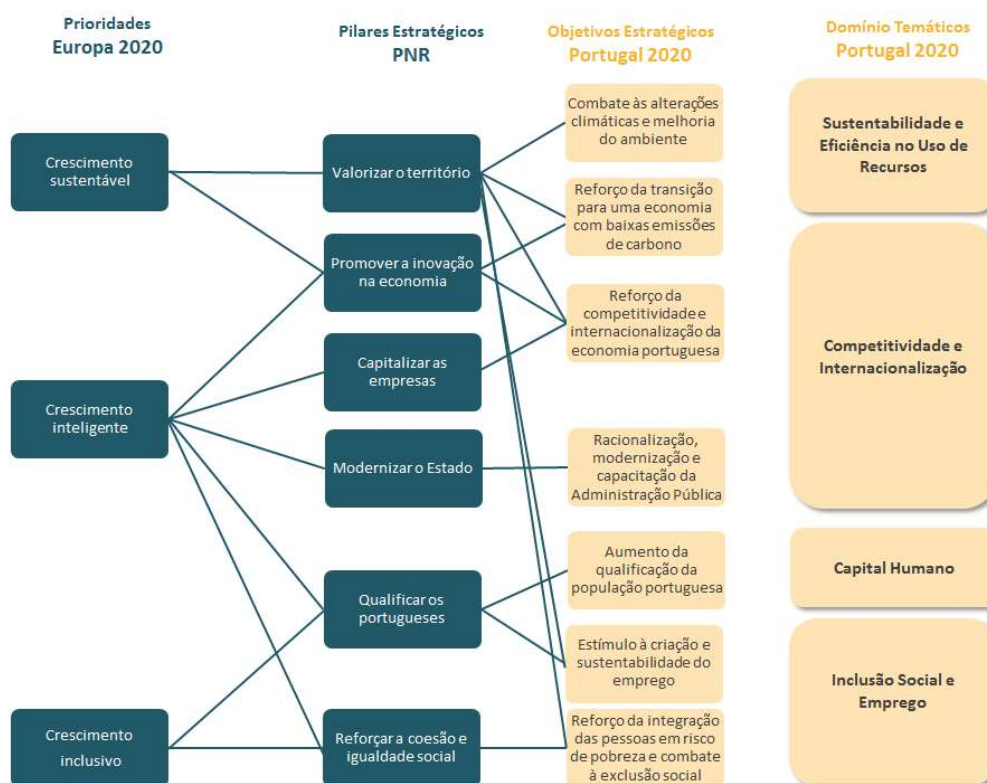 Prioridades
Europa 2020
Pilares Estratégicos
PNR
Objetivos Estratégicos
Portugal 2020
Domínio Temáticos
Portugal 2020
Crescimento
sustentável
Crescimento
inteligente
Crescimento
inclusivo
Valorizar o território
Promover a inovação
na economia
Capitalizar as
empresas
Modernizar o Estado
Qualificar os
portugueses
Reforçar a coesão e
igualdade social
Combate às alterações
climáticas e melhoria
do ambiente
Reforço da transição
para uma economia
com baixas emissões
de carbono
Reforço da
competitividade e
internacionalização da
economia portuguesa
Racionalização,
modernização e
capacitação da
Administração Pública
Aumento da
qualificação da
população portuguesa
Estímulo à criação e
sustentabilidade do
emprego
Reforço da integração
das pessoas em risco
de pobreza e combate
à exclusão social
Sustentabilidade e
Eficiência no Uso de
Recursos
Competitividade e
Internacionalização
Capital Humano
Inclusão Social e
Emprego